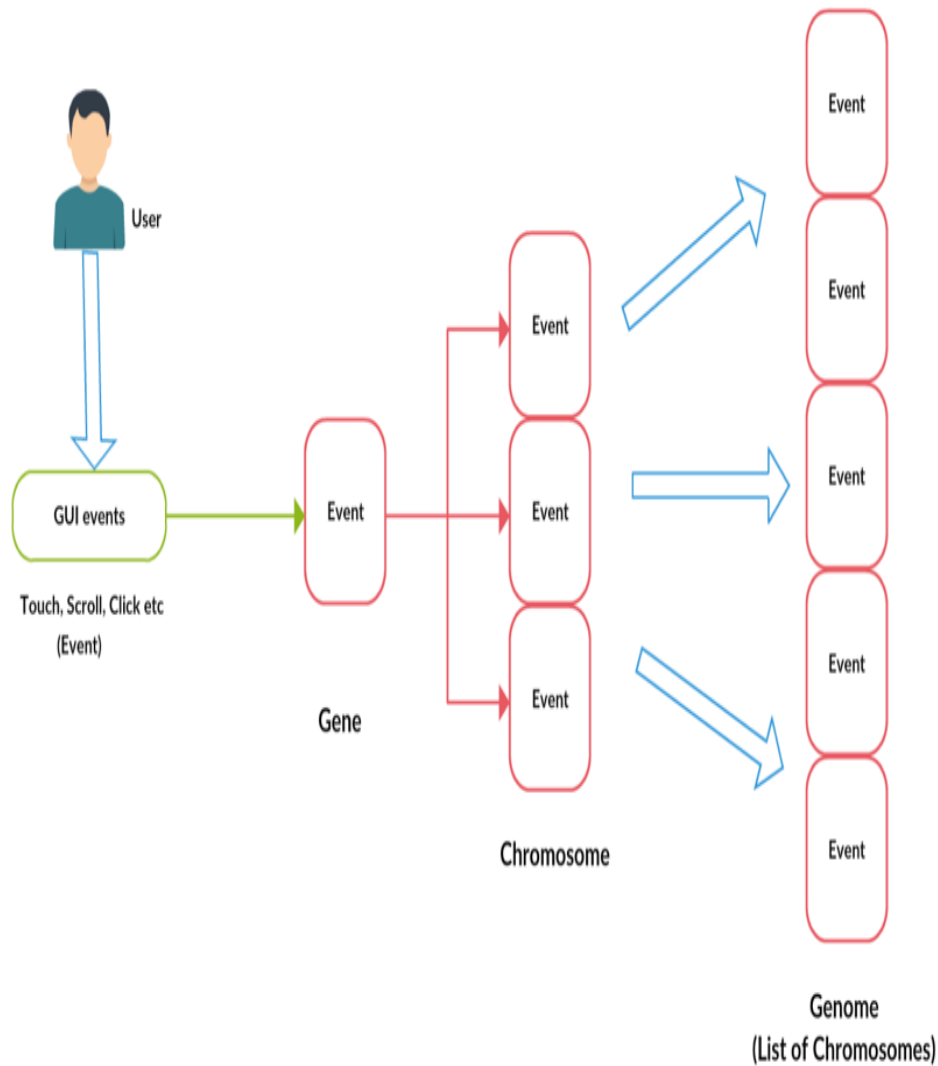 User
GUI events
Touch, Scroll, Click etc
(Event)
Event
Gene
Event
Event
Event
Chromosome
Event
Event
Event
Event
Event
Genome
(List of Chromosomes)